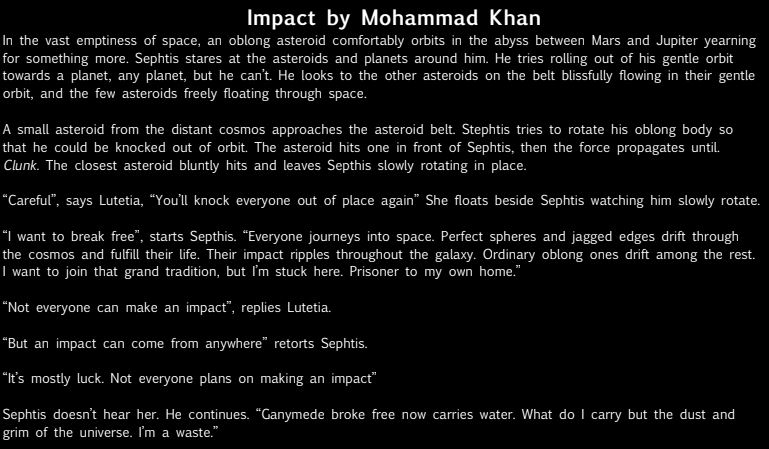 Impact by Mohammad Khan
In the vast emptiness of space, an oblong asteroid comfortably orbits in the abyss between Mars and Jupiter yearning
for something more. Sephtis stares at the asteroids and planets around him. He tries rolling out of his gentle orbit
towards a planet, any planet, but he can't. He looks to the other asteroids on the belt blissfully flowing in their gentle
orbit, and the few asteroids freely floating through space.
A small asteroid from the distant cosmos approaches the asteroid belt. Stephtis tries to rotate his oblong body so
that he could be knocked out of orbit. The asteroid hits one in front of Sephtis, then the force propagates until.
Clunk. The closest asteroid bluntly hits and leaves Septhis slowly rotating in place.
“Careful”, says Lutetia, “You'll knock everyone out of place again” She floats beside Sephtis watching him slowly rotate.
“I want to break free”, starts Septhis. “Everyone journeys into space. Perfect spheres and jagged edges drift through
the cosmos and fulfill their life. Their impact ripples throughout the galaxy. Ordinary oblong ones drift among the rest.
I want to join that grand tradition, but I'm stuck here. Prisoner to my own home.”
“Not everyone can make an impact”, replies Lutetia.
“But an impact can come from anywhere” retorts Sephtis.
“It's mostly luck. Not everyone plans on making an impact”
Sephtis doesn't hear her. He continues. “Ganymede broke free now carries water. What do I carry but the dust and
grim of the universe. I'm a waste.”